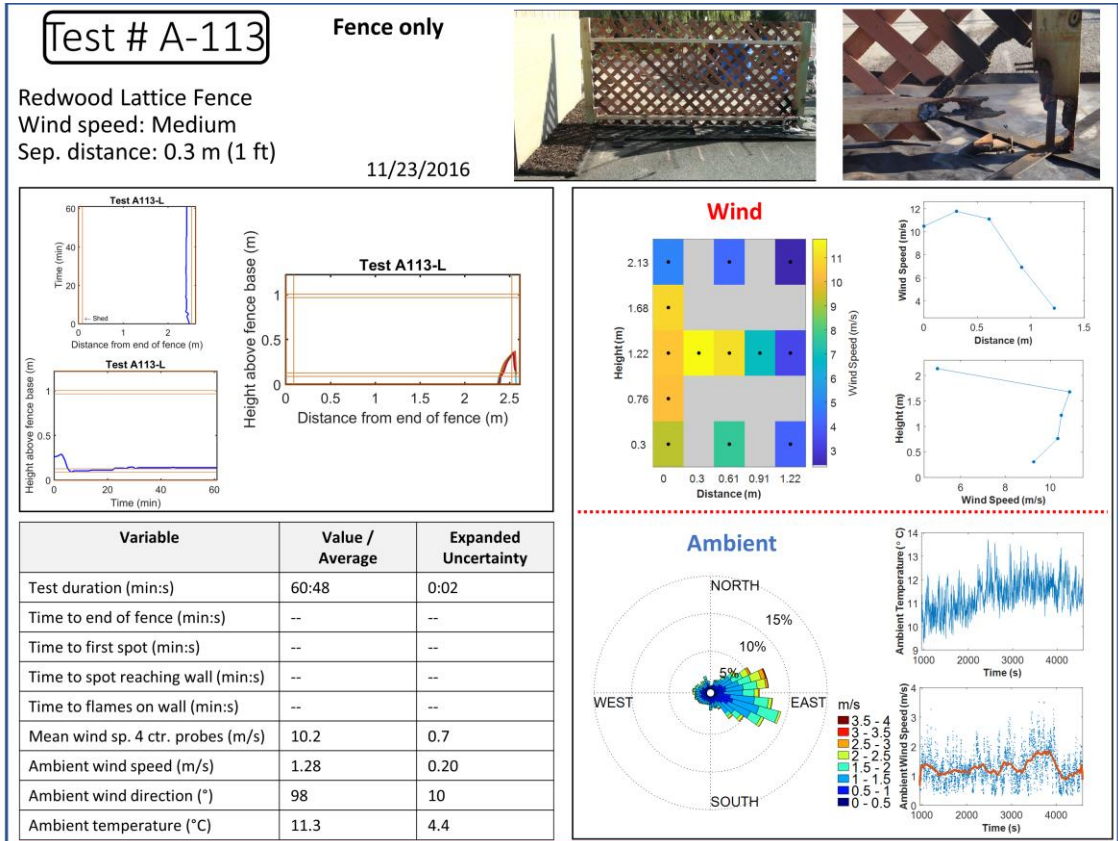 Test # A-113
Fence only
Redwood Lattice Fence
Wind speed: Medium
Sep. distance: 0.3 m (1 ft)
11/23/2016
Test A113-L
Time (min)
60
40
20
0
← Shed
0 1 2
Distance from end of fence (m)
Test A113-L
Height above fence base (m)
1
0.5
0
0 20 40 60
Time (min)
Test A113-L
Height above fence base (m)
1
0.5
0
0 0.5 1 1.5 2 2.5
Distance from end of fence (m)
Wind
Height (m)
2.13
1.68
1.22
0.76
0.3
0 0.3 0.61 0.91 1.22
Distance (m)
11
10
9
8
7
6
5
4
3
Wind Speed (m/s)
Wind Speed (m/s)
12
10
8
6
4
0 0.5 1 1.5
Distance (m)
Height (m)
2
1.5
1
0.5
0
6 8 10
Wind Speed (m/s)
Variable Value / Average Expanded Uncertainty
Test duration (min:s) 60:48 0:02
Time to end of fence (min:s) -- --
Time to first spot (min:s) -- --
Time to spot reaching wall (min:s) -- --
Time to flames on wall (min:s) -- --
Mean wind sp. 4 ctr. probes (m/s) 10.2 0.7
Ambient wind speed (m/s) 1.28 0.20
Ambient wind direction (°) 98 10
Ambient temperature (°C) 11.3 4.4
Ambient
NORTH
15%
10%
5%
WEST
EAST
SOUTH
m/s
3.5 - 4
3 - 3.5
2.5 - 3
2 - 2.5
1.5 - 2
1 - 1.5
0.5 - 1
0 - 0.5
Ambient Temperature (° C)
14
13
12
11
10
9
1000 2000 3000 4000
Time (s)
Ambient Wind Speed (m/s)
4
3
2
1
0
1000 2000 3000 4000
Time (s)